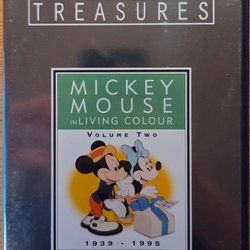 TREASURES
MICKEY
MOUSE
IN LIVING COLOUR
VOLUME TWO
1939 - 1995